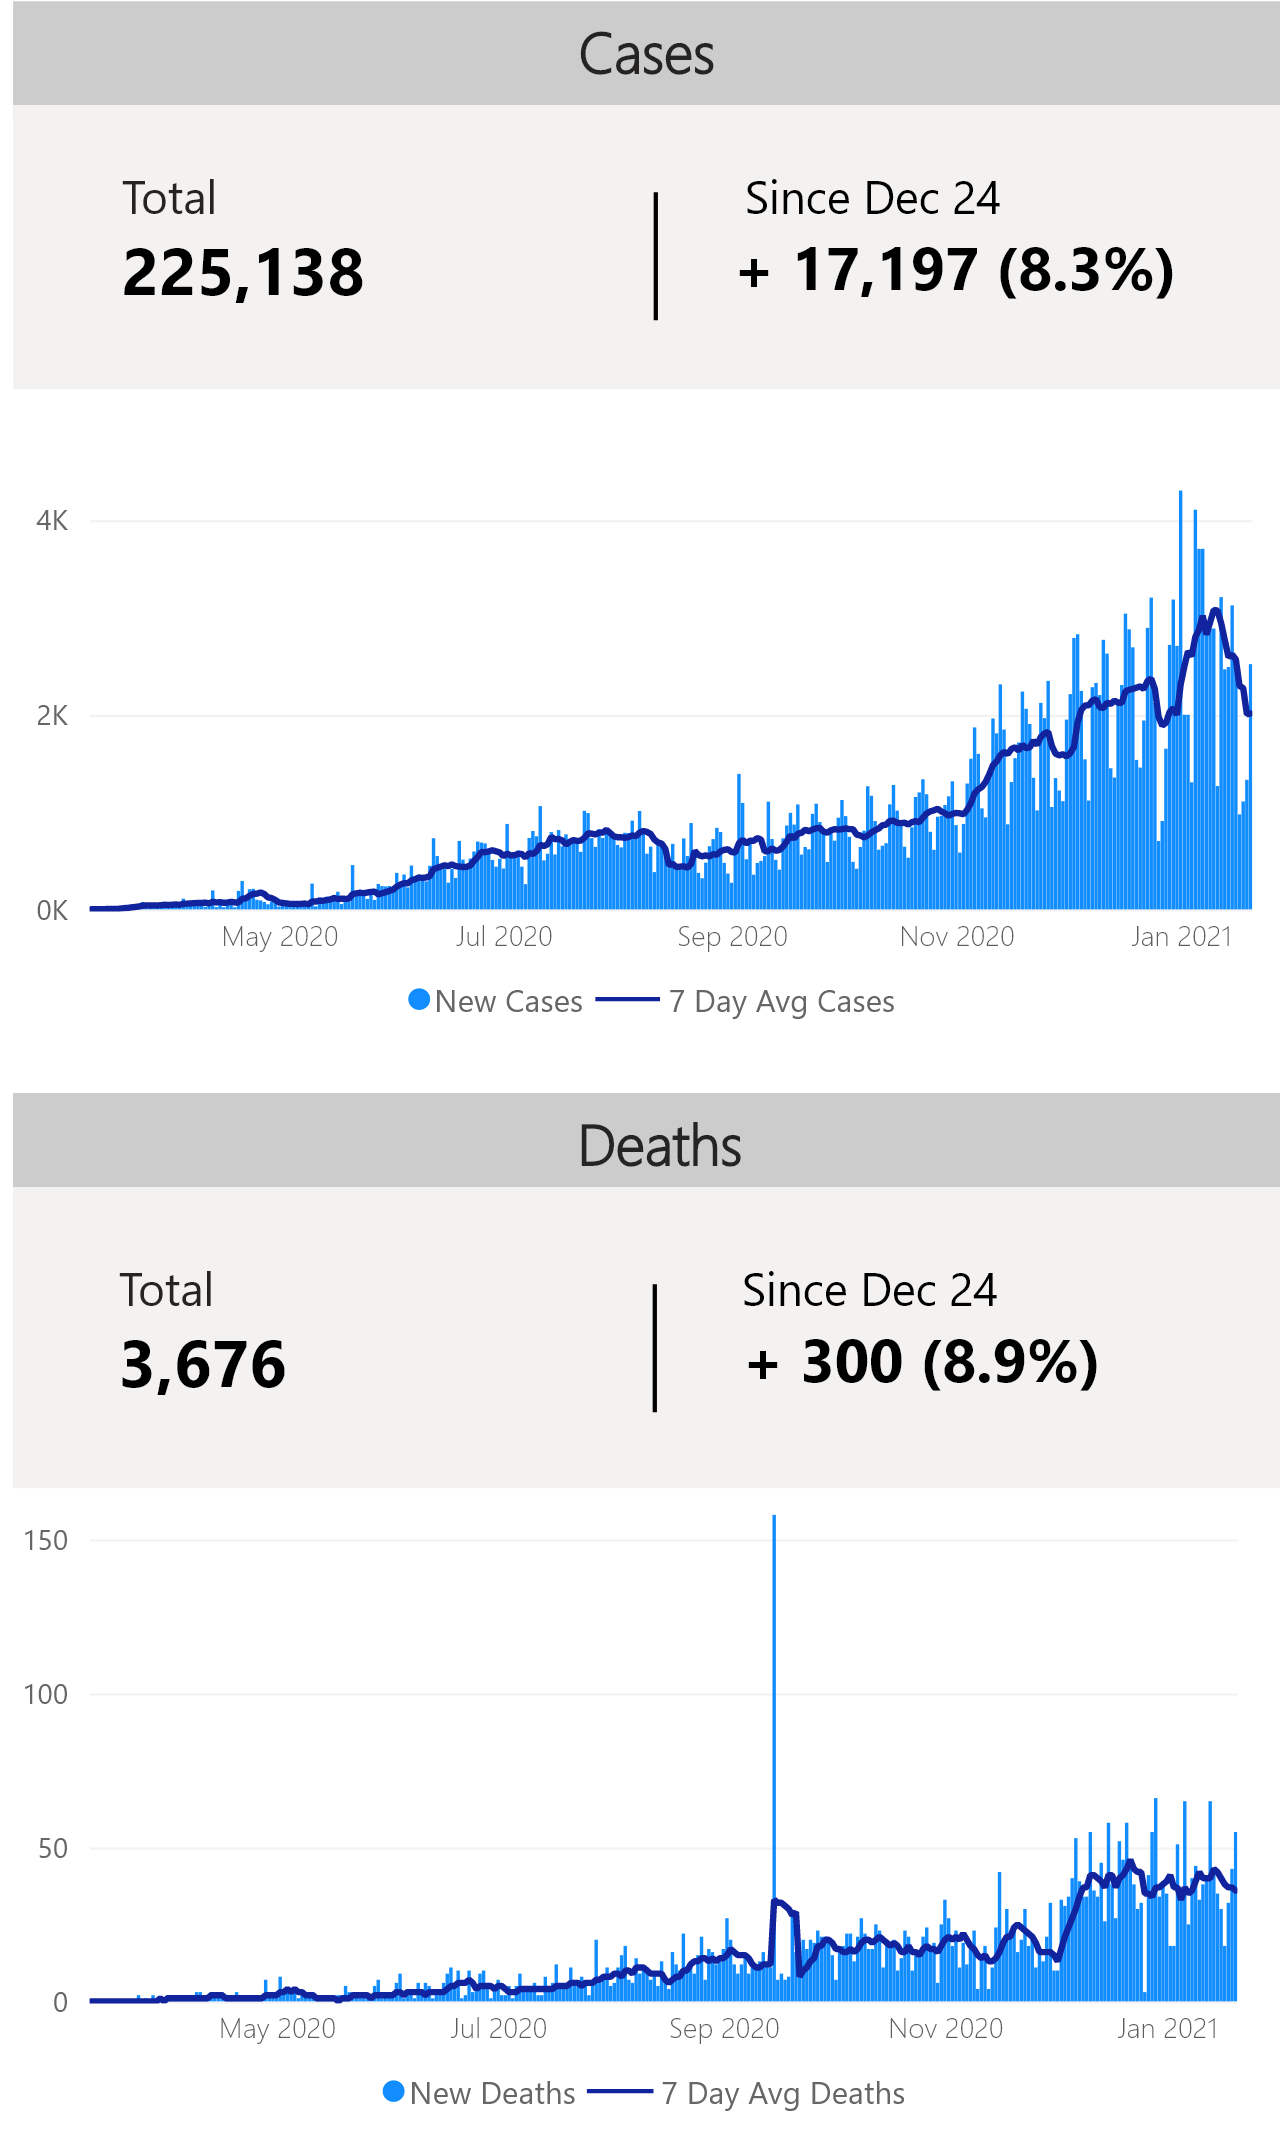 Cases
Total
Since Dec 24
225,138
+ 17,197 (8.3%)
4K
2K
0K
May 2020
Jul 2020
Sep 2020
Nov 2020
Jan 2021
New Cases
7 Day Avg Cases
Deaths
Total
Since Dec 24
3,676
+ 300 (8.9%)
150
100
50
0
May 2020
Jul 2020
Sep 2020
Nov 2020
Jan 2021
New Deaths
7 Day Avg Deaths